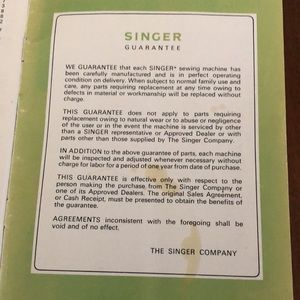 SINGER
GUARANTEE
WE GUARANTEE that each SINGER* sewing machine has
been carefully manufactured and is in perfect operating
condition on delivery. When subject to normal family use and
care, any parts requiring replacement at any time owing to
defects in material or workmanship will be replaced without
charge.
THIS GUARANTEE does not apply to parts requiring
replacement owing to natural wear or to abuse or negligence
of the user or in the event the machine is serviced by other
than a SINGER representative or Approved Dealer or with
parts other than those supplied by The Singer Company.
IN ADDITION to the above guarantee of parts, each machine
will be inspected and adjusted whenever necessary without
charge for labor for a period of one year from date of purchase.
THIS GUARANTEE is effective only with respect to the
person making the purchase from The Singer Company or
one of its Approved Dealers. The original Sales Agreement,
or Cash Receipt, must be presented to obtain the benefits of
the guarantee.
AGREEMENTS inconsistent with the foregoing shall be
void and of no effect.
THE SINGER COMPANY